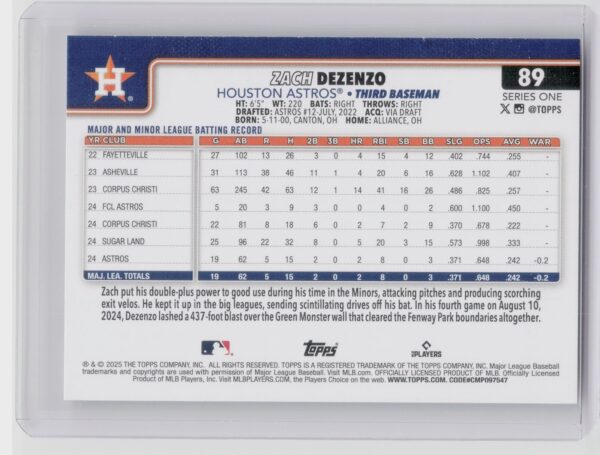 H
89
ZACH DEZENZO
HOUSTON ASTROS® • THIRD BASEMAN
SERIES ONE
HT: 6'5" WT: 220 BATS: RIGHT THROWS: RIGHT
DRAFTED: ASTROS #12-JULY, 2022 ACQ: VIA DRAFT
@TOPPS
BORN: 5-11-00, CANTON, OH HOME: ALLIANCE, OH
MAJOR AND MINOR LEAGUE BATTING RECORD
YR CLUB G AB R H 2B 3B HR RBI SB BB SLG OPS AVG WAR
22 FAYETTEVILLE 27 102 13 26 3 0 4 15 4 12 .402 .744 .255 -
23 ASHEVILLE 31 113 38 46 11 1 4 20 6 16 .628 1.102 .407 -
23 CORPUS CHRISTI 63 245 42 63 12 1 14 41 16 26 .486 .825 .257 -
24 FCL ASTROS 5 20 3 9 3 0 0 4 0 2 .600 1.100 .450 -
24 CORPUS CHRISTI 22 81 8 18 6 0 2 7 2 9 .370 .678 .222 -
24 SUGAR LAND 25 96 22 32 8 0 5 20 3 15 .573 .998 .333 -
24 ASTROS 19 62 5 15 2 0 2 8 0 3 .371 .648 .242 -0.2
MAJ. LEA. TOTALS 19 62 5 15 2 0 2 8 0 3 .371 .648 .242 -0.2
Zach put his double-plus power to good use during his time in the Minors, attacking pitches and producing scorching
exit velos. He kept it up in the big leagues, sending scintillating drives off his bat. In his fourth game on August 10,
2024, Dezenzo lashed a 437-foot blast over the Green Monster wall that cleared the Fenway Park boundaries altogether.
Topps
PLAYERS
® & © 2025 THE TOPPS COMPANY, INC. ALL RIGHTS RESERVED. TOPPS IS A REGISTERED TRADEMARK OF THE TOPPS COMPANY, INC. Major League Baseball
trademarks and copyrights are used with permission of Major League Baseball. Visit MLB.com. OFFICIALLY LICENSED PRODUCT OF MLB. Officially Licensed
Product of MLB Players, Inc. Visit MLBPLAYERS.com, the Players Choice on the web. WWW.TOPPS.COM. CODE#CMP097547